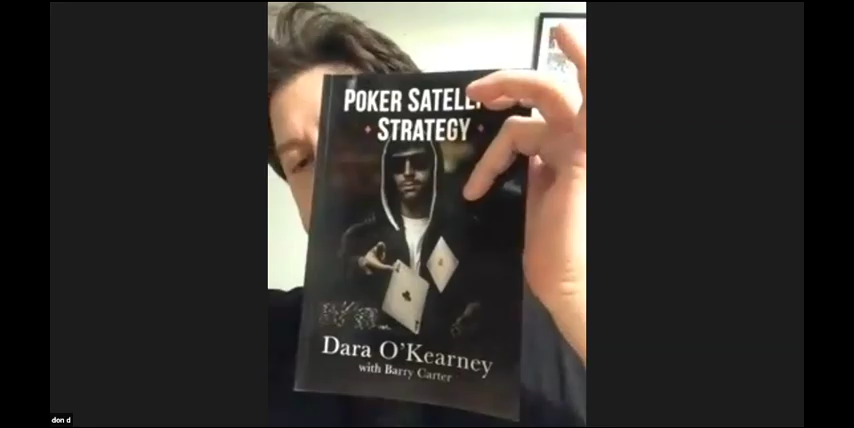 POKER
STRATEGY
Dara O'Kearney
with Barry Carter
don d